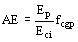 AE = E_p / E_ci f_cgp